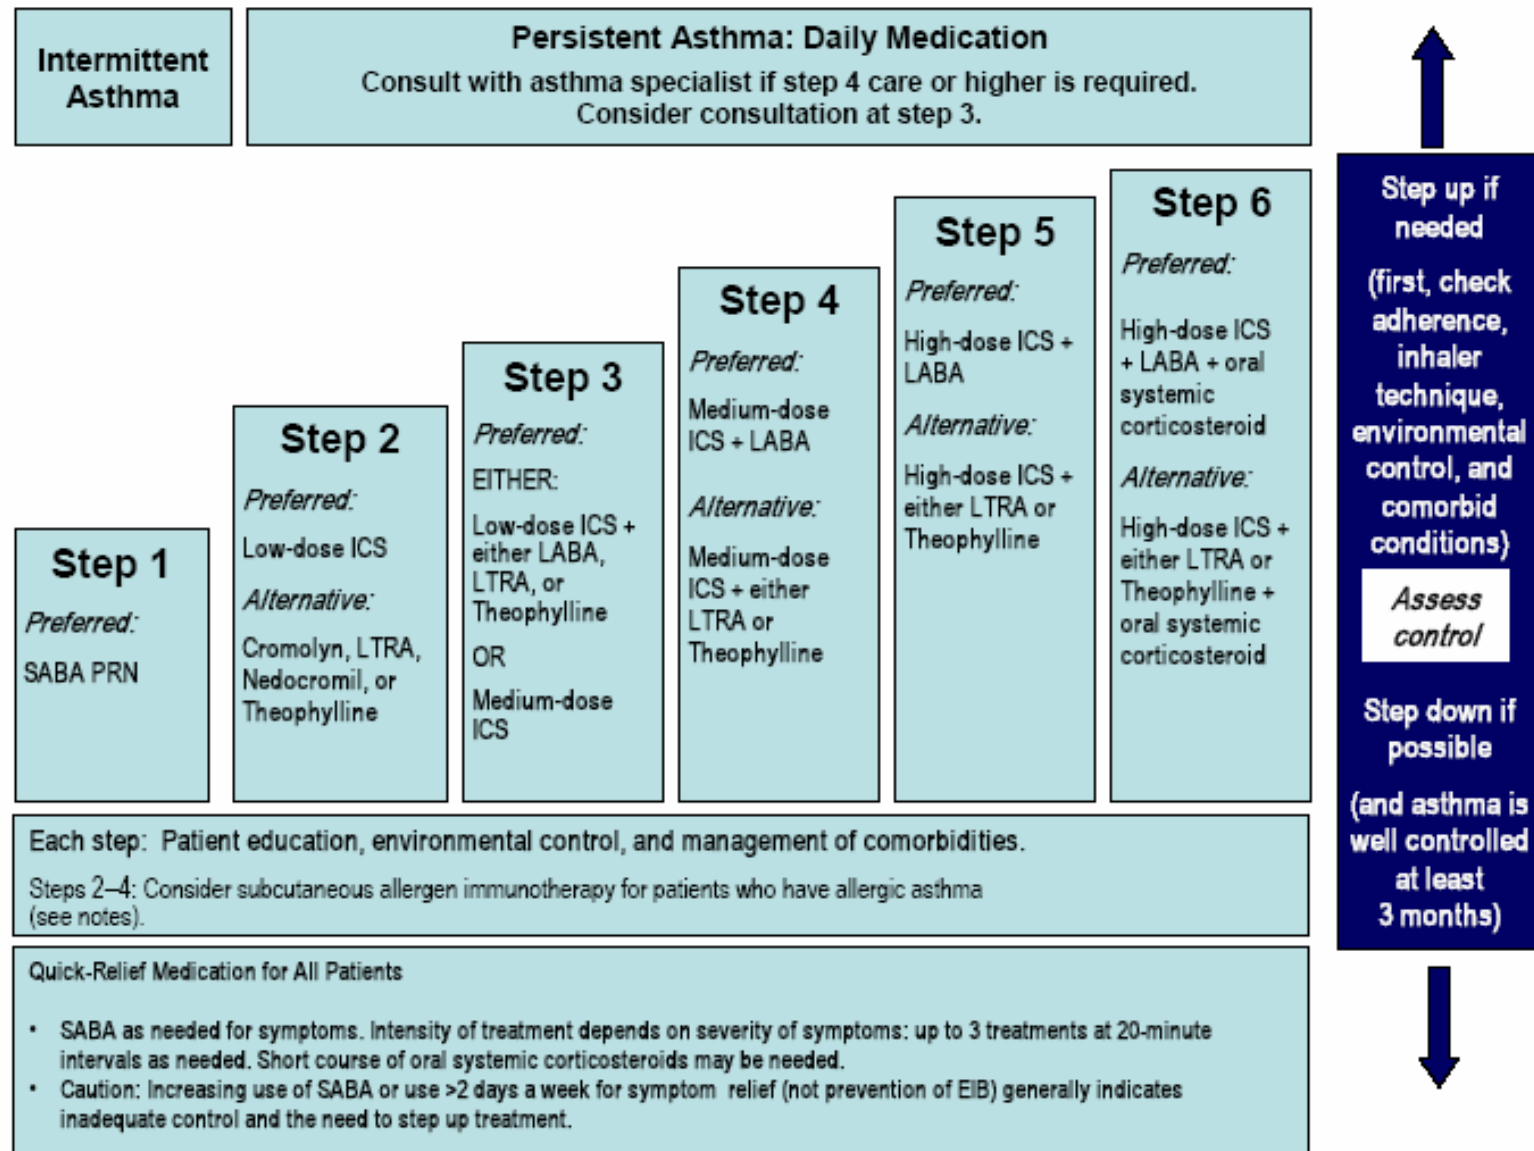 Intermittent
Asthma
Persistent Asthma: Daily Medication
Consult with asthma specialist if step 4 care or higher is required.
Consider consultation at step 3.
Step 1
Preferred:
SABA PRN
Step 2
Preferred:
Low-dose ICS
Alternative:
Cromolyn, LTRA,
Nedocromil, or
Theophylline
Step 3
Preferred:
EITHER:
Low-dose ICS +
either LABA,
LTRA, or
Theophylline
OR
Medium-dose
ICS
Step 4
Preferred:
Medium-dose
ICS + LABA
Alternative:
Medium-dose
ICS + either
LTRA or
Theophylline
Step 5
Preferred:
High-dose ICS +
LABA
Alternative:
High-dose ICS +
either LTRA or
Theophylline
Step 6
Preferred:
High-dose ICS
+ LABA + oral
systemic
corticosteroid
Alternative:
High-dose ICS +
either LTRA or
Theophylline +
oral systemic
corticosteroid
Step up if
needed
(first, check
adherence,
inhaler
technique,
environmental
control, and
comorbid
conditions)
Assess
control
Step down if
possible
(and asthma is
well controlled
at least
3 months)
Each step: Patient education, environmental control, and management of comorbidities.
Steps 2–4: Consider subcutaneous allergen immunotherapy for patients who have allergic asthma
(see notes).
Quick-Relief Medication for All Patients
• SABA as needed for symptoms. Intensity of treatment depends on severity of symptoms: up to 3 treatments at 20-minute
intervals as needed. Short course of oral systemic corticosteroids may be needed.
• Caution: Increasing use of SABA or use >2 days a week for symptom relief (not prevention of EIB) generally indicates
inadequate control and the need to step up treatment.